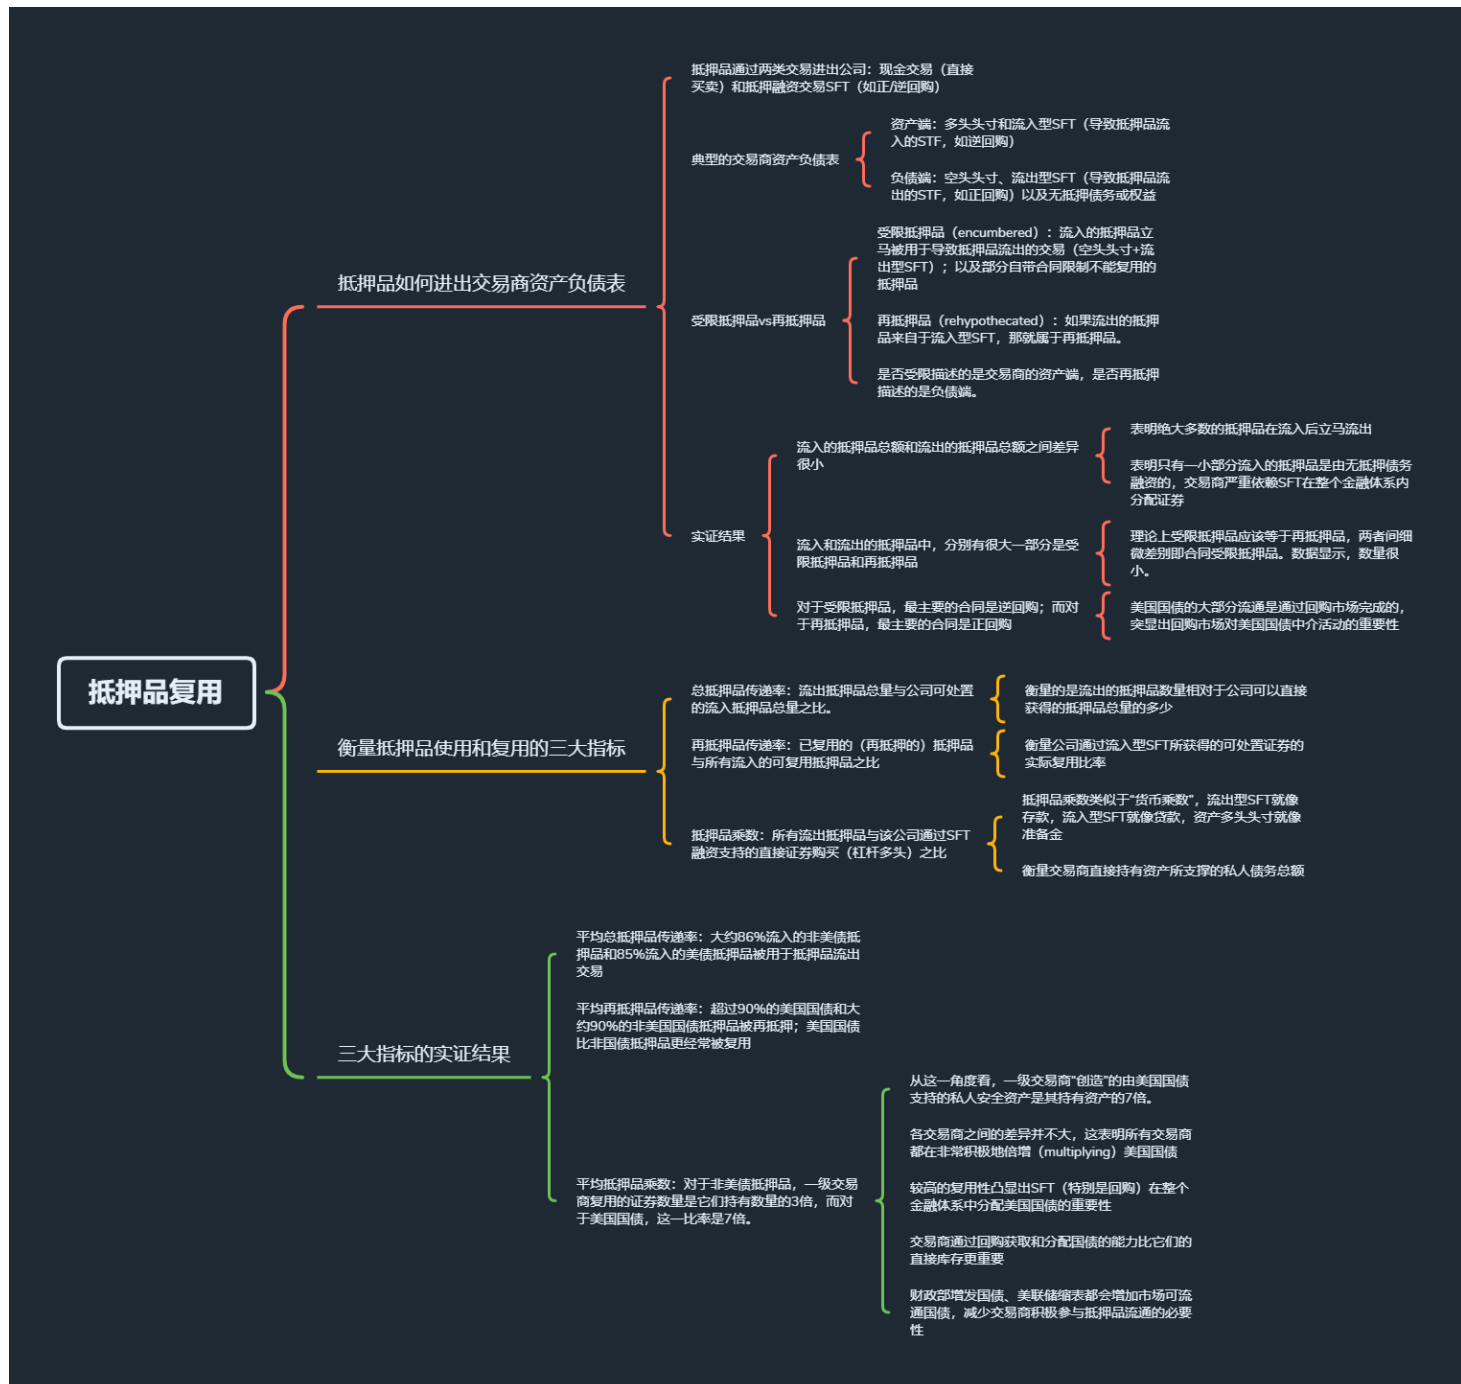 抵押品复用
抵押品如何进出交易商资产负债表
抵押品通过两类交易进出公司：现金交易（直接
买卖）和抵押融资交易SFT（如正/逆回购）
典型的交易商资产负债表
资产端：多头头寸和流入型SFT（导致抵押品流
入的STF，如逆回购）
负债端：空头头寸、流出型SFT（导致抵押品流
出的STF，如正回购）以及无抵押债务或权益
受限抵押品vs再抵押品
受限抵押品（encumbered）：流入的抵押品立
马被用于导致抵押品流出的交易（空头头寸+流
出型SFT）；以及部分自带合同限制不能复用的
抵押品
再抵押品（rehypothecated）：如果流出的抵押
品来自于流入型SFT，那就属于再抵押品。
是否受限描述的是交易商的资产端，是否再抵押
描述的是负债端。
实证结果
流入的抵押品总额和流出的抵押品总额之间差异
很小
表明绝大多数的抵押品在流入后立马流出
表明只有一小部分流入的抵押品是由无抵押债务
融资的，交易商严重依赖SFT在整个金融体系内
分配证券
流入和流出的抵押品中，分别有很大一部分是受
限抵押品和再抵押品
理论上受限抵押品应该等于再抵押品，两者间细
微差别即合同受限抵押品。数据显示，数量很
小。
对于受限抵押品，最主要的合同是逆回购；而对
于再抵押品，最主要的合同是正回购
美国国债的大部分流通是通过回购市场完成的，
突显出回购市场对美国国债中介活动的重要性
衡量抵押品使用和复用的三大指标
总抵押品传递率：流出抵押品总量与公司可处置
的流入抵押品总量之比。
衡量的是流出的抵押品数量相对于公司可以直接
获得的抵押品总量的多少
再抵押品传递率：已复用的（再抵押的）抵押品
与所有流入的可复用抵押品之比
衡量公司通过流入型SFT所获得的可处置证券的
实际复用比率
抵押品乘数：所有流出抵押品与该公司通过SFT
融资支持的直接证券购买（杠杆多头）之比
抵押品乘数类似于“货币乘数”，流出型SFT就像
存款，流入型SFT就像贷款，资产多头头寸就像
准备金
衡量交易商直接持有资产所支撑的私人债务总额
三大指标的实证结果
平均总抵押品传递率：大约86%流入的非美债抵
押品和85%流入的美债抵押品被用于抵押品流出
交易
平均再抵押品传递率：超过90%的美国国债和大
约90%的非美国国债抵押品被再抵押；美国国债
比非国债抵押品更经常被复用
平均抵押品乘数：对于非美债抵押品，一级交易
商复用的证券数量是它们持有数量的3倍，而对
于美国国债，这一比率是7倍。
从这一角度看，一级交易商“创造”的由美国国债
支持的私人安全资产是其持有资产的7倍。
各交易商之间的差异并不大，这表明所有交易商
都在非常积极地倍增（multiplying）美国国债
较高的复用性凸显出SFT（特别是回购）在整个
金融体系中分配美国国债的重要性
交易商通过回购获取和分配国债的能力比它们的
直接库存更重要
财政部增发国债、美联储缩表都会增加市场可流
通国债，减少交易商积极参与抵押品流通的必要
性